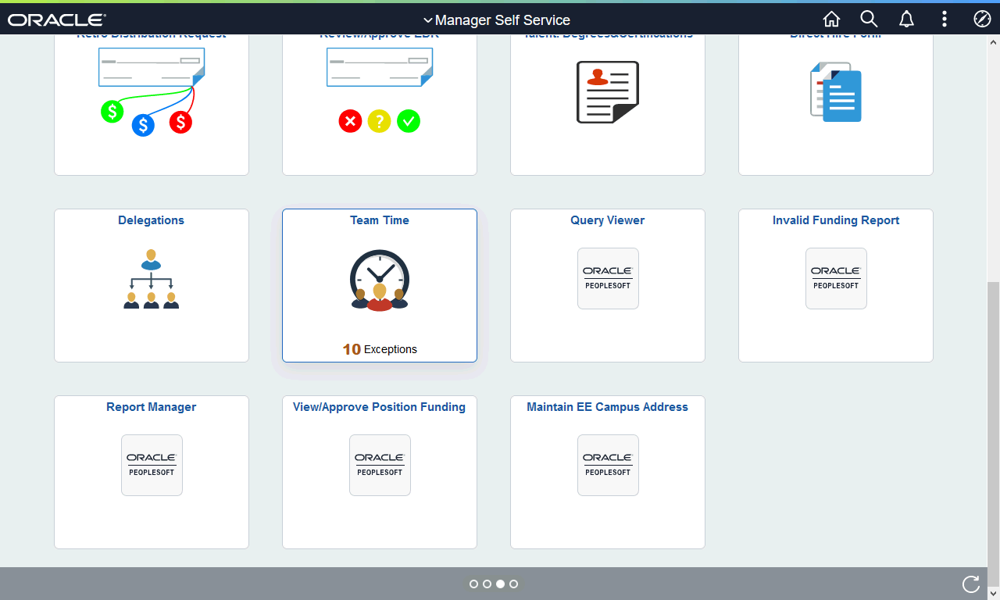 ORACLE
Manager Self Service
Retro Distribution Request
Review/Approve EDR
Talent: Degrees&Certifications
Direct Hire Form
$
$
$
?
Delegations
Team Time
Query Viewer
Invalid Funding Report
ORACLE
PEOPLESOFT
ORACLE
PEOPLESOFT
10 Exceptions
Report Manager
View/Approve Position Funding
Maintain EE Campus Address
ORACLE
PEOPLESOFT
ORACLE
PEOPLESOFT
ORACLE
PEOPLESOFT